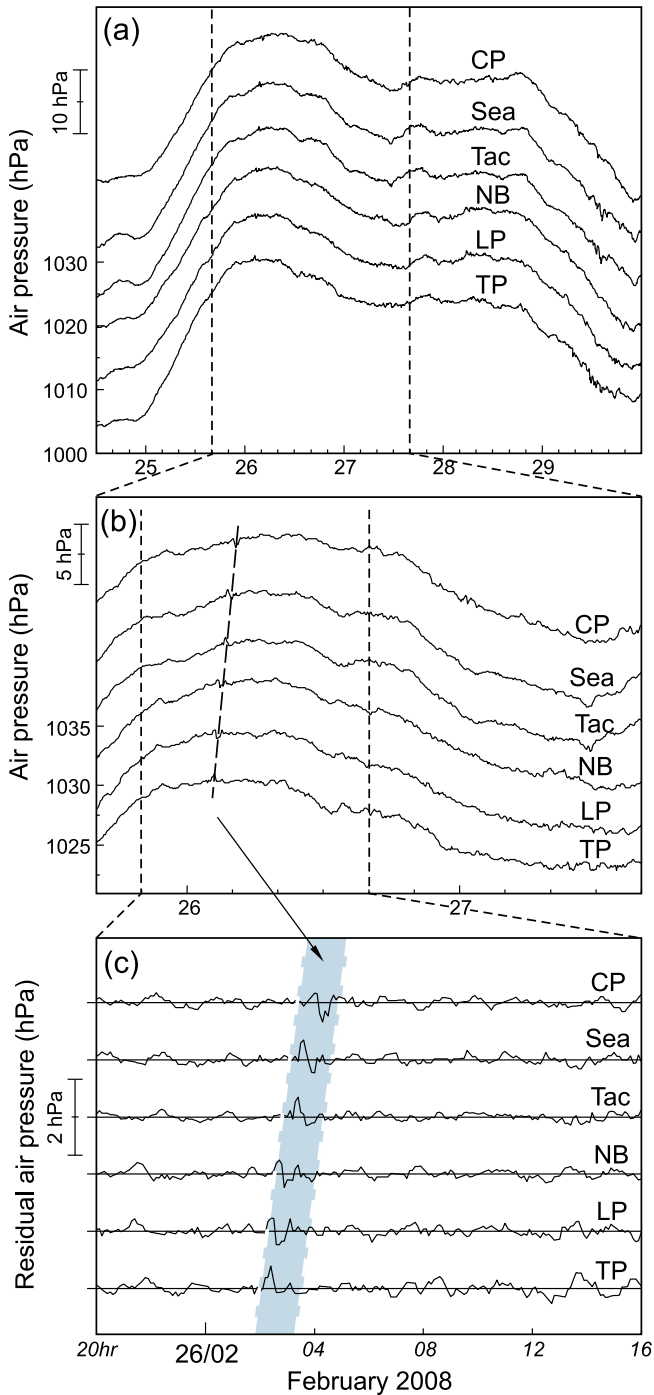 (a)
10 hPa
Air pressure (hPa)
CP
Sea
Tac
NB
LP
TP
1030
1020
1010
1000
25 26 27 28 29
(b)
5 hPa
Air pressure (hPa)
CP
Sea
Tac
NB
LP
TP
1035
1030
1025
26 27
(c)
2 hPa
Residual air pressure (hPa)
CP
Sea
Tac
NB
LP
TP
20hr 26/02 04 08 12 16
February 2008